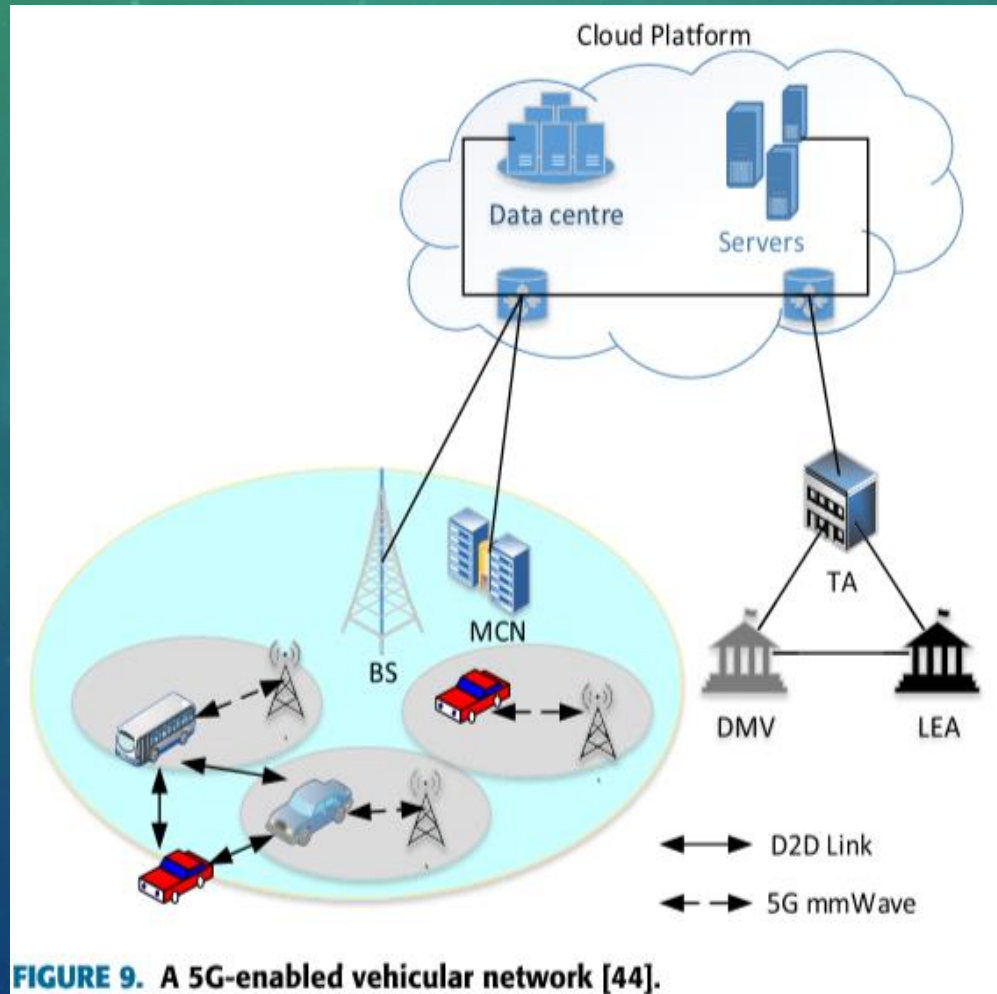 Cloud Platform
Data centre
Servers
TA
MCN
BS
DMV
LEA
D2D Link
5G mmWave
FIGURE 9. A 5G-enabled vehicular network [44].